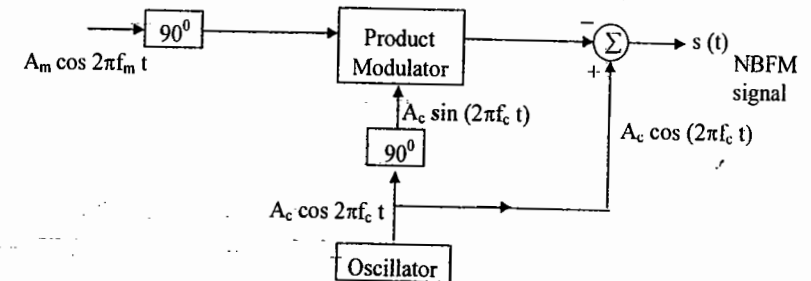 90⁰
A_m cos 2πf_m t
Product
Modulator
−
Σ
+
s (t)
NBFM
signal
A_c sin (2πf_c t)
90⁰
A_c cos (2πf_c t)
A_c cos 2πf_c t
Oscillator